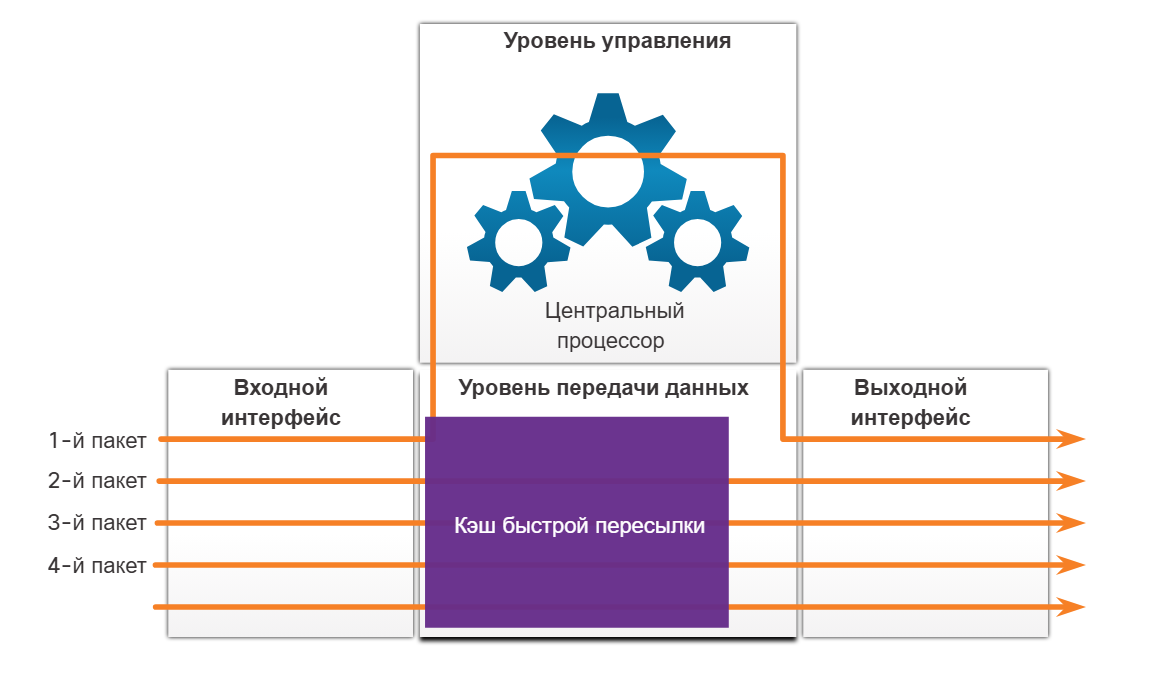 Уровень управления
Центральный
процессор
Входной
интерфейс
Уровень передачи данных
Выходной
интерфейс
1-й пакет
2-й пакет
3-й пакет
4-й пакет
Кэш быстрой пересылки